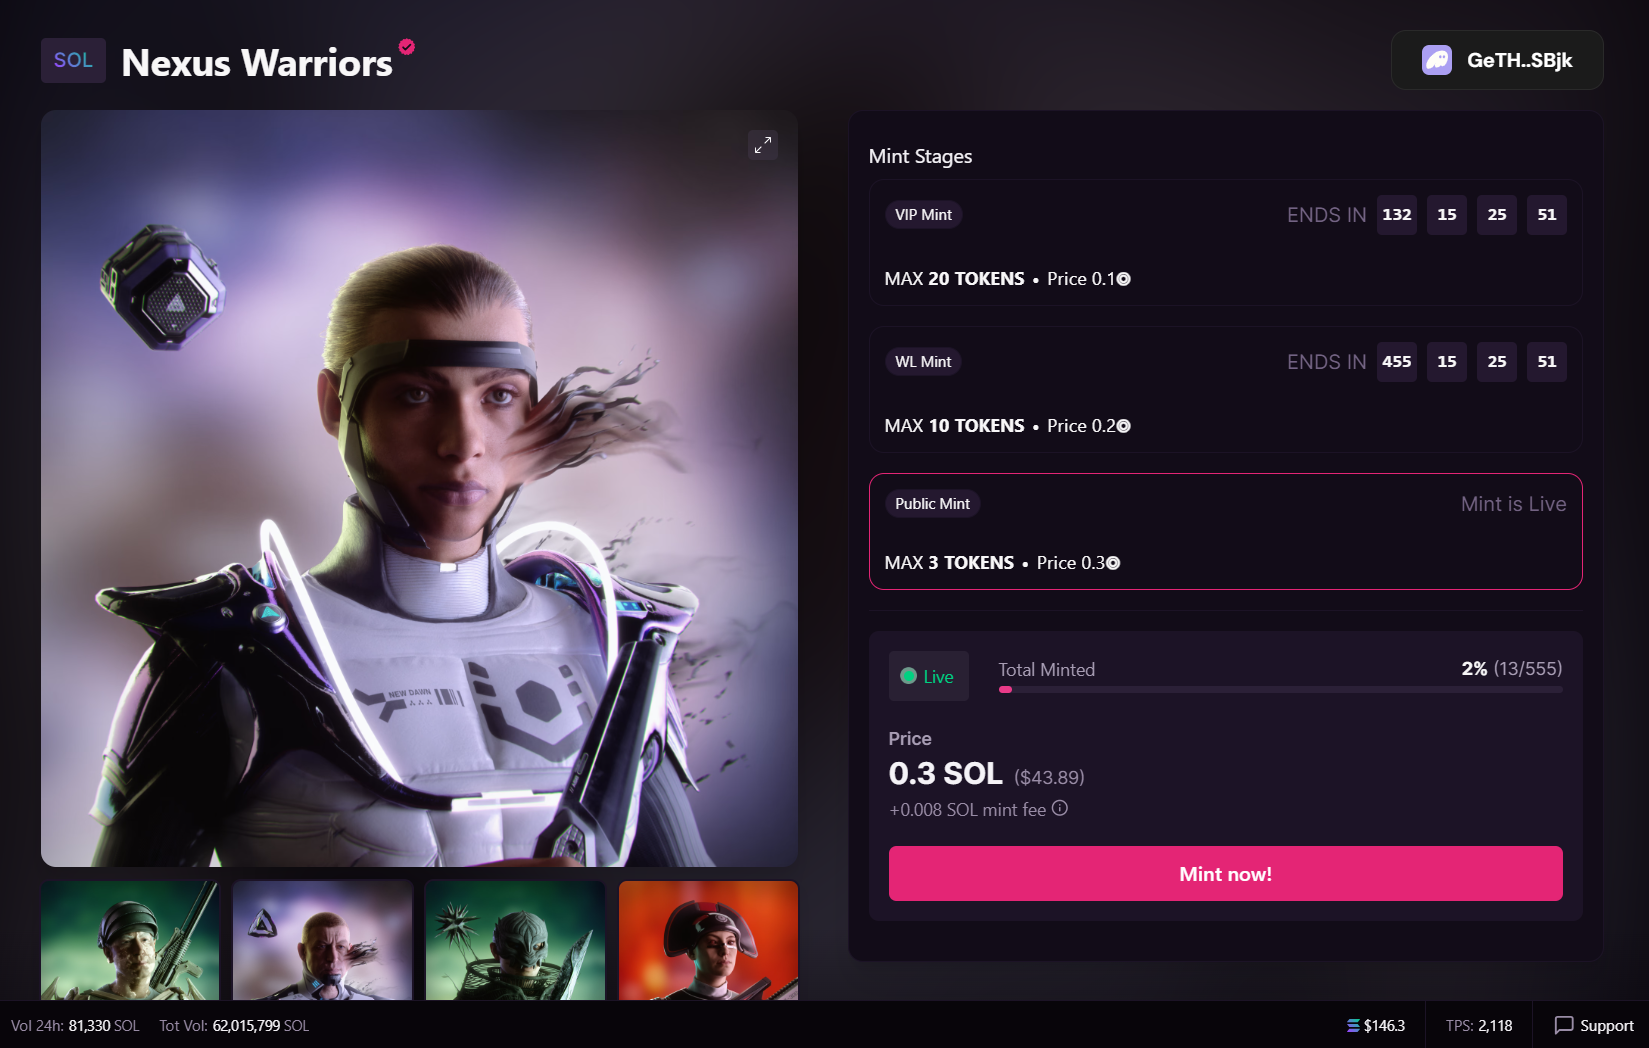 SOL
Nexus Warriors
GeTH..SBjk
Mint Stages
VIP Mint
ENDS IN 132 15 25 51
MAX 20 TOKENS • Price 0.1
WL Mint
ENDS IN 455 15 25 51
MAX 10 TOKENS • Price 0.2
Public Mint
Mint is Live
MAX 3 TOKENS • Price 0.3
Live
Total Minted
2% (13/555)
Price
0.3 SOL ($43.89)
+0.008 SOL mint fee
Mint now!
NEW DAWN
Vol 24h: 81,330 SOL Tot Vol: 62,015,799 SOL
$146.3
TPS: 2,118
Support